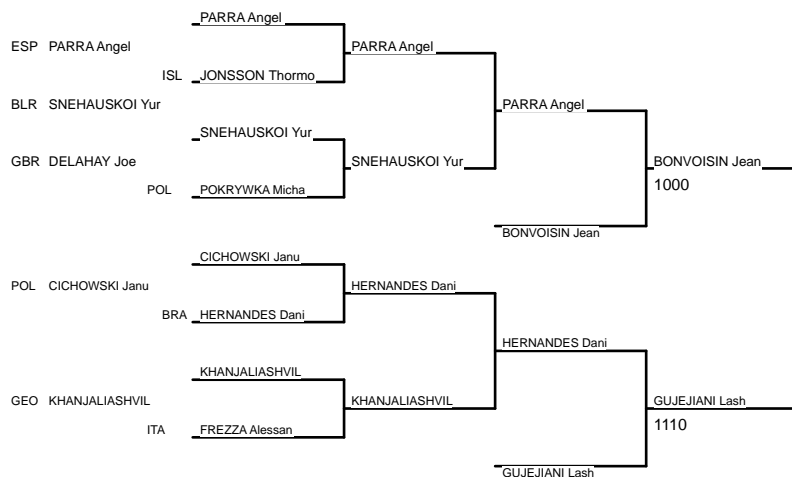 PARRA Angel
ESP PARRA Angel
PARRA Angel
ISL JONSSON Thormo
BLR SNEHAUSKOI Yur
PARRA Angel
SNEHAUSKOI Yur
GBR DELAHAY Joe
SNEHAUSKOI Yur
BONVOISIN Jean
1000
POL POKRYWKA Micha
BONVOISIN Jean
CICHOWSKI Janu
POL CICHOWSKI Janu
HERNANDES Dani
BRA HERNANDES Dani
HERNANDES Dani
KHANJALIASHVIL
GEO KHANJALIASHVIL
KHANJALIASHVIL
GUJEJIANI Lash
1110
ITA FREZZA Alessan
GUJEJIANI Lash